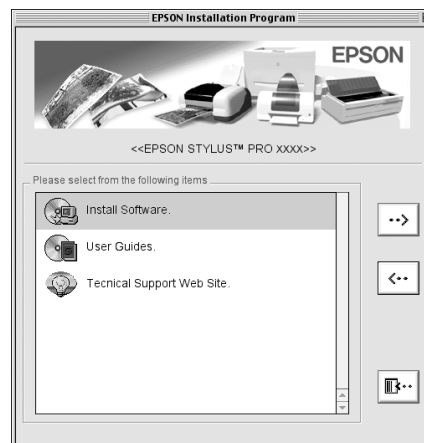 EPSON Installation Program
EPSON
<<EPSON STYLUS™ PRO XXXX>>
Please select from the following items
Install Software.
User Guides.
Tecnical Support Web Site.
-->
<--